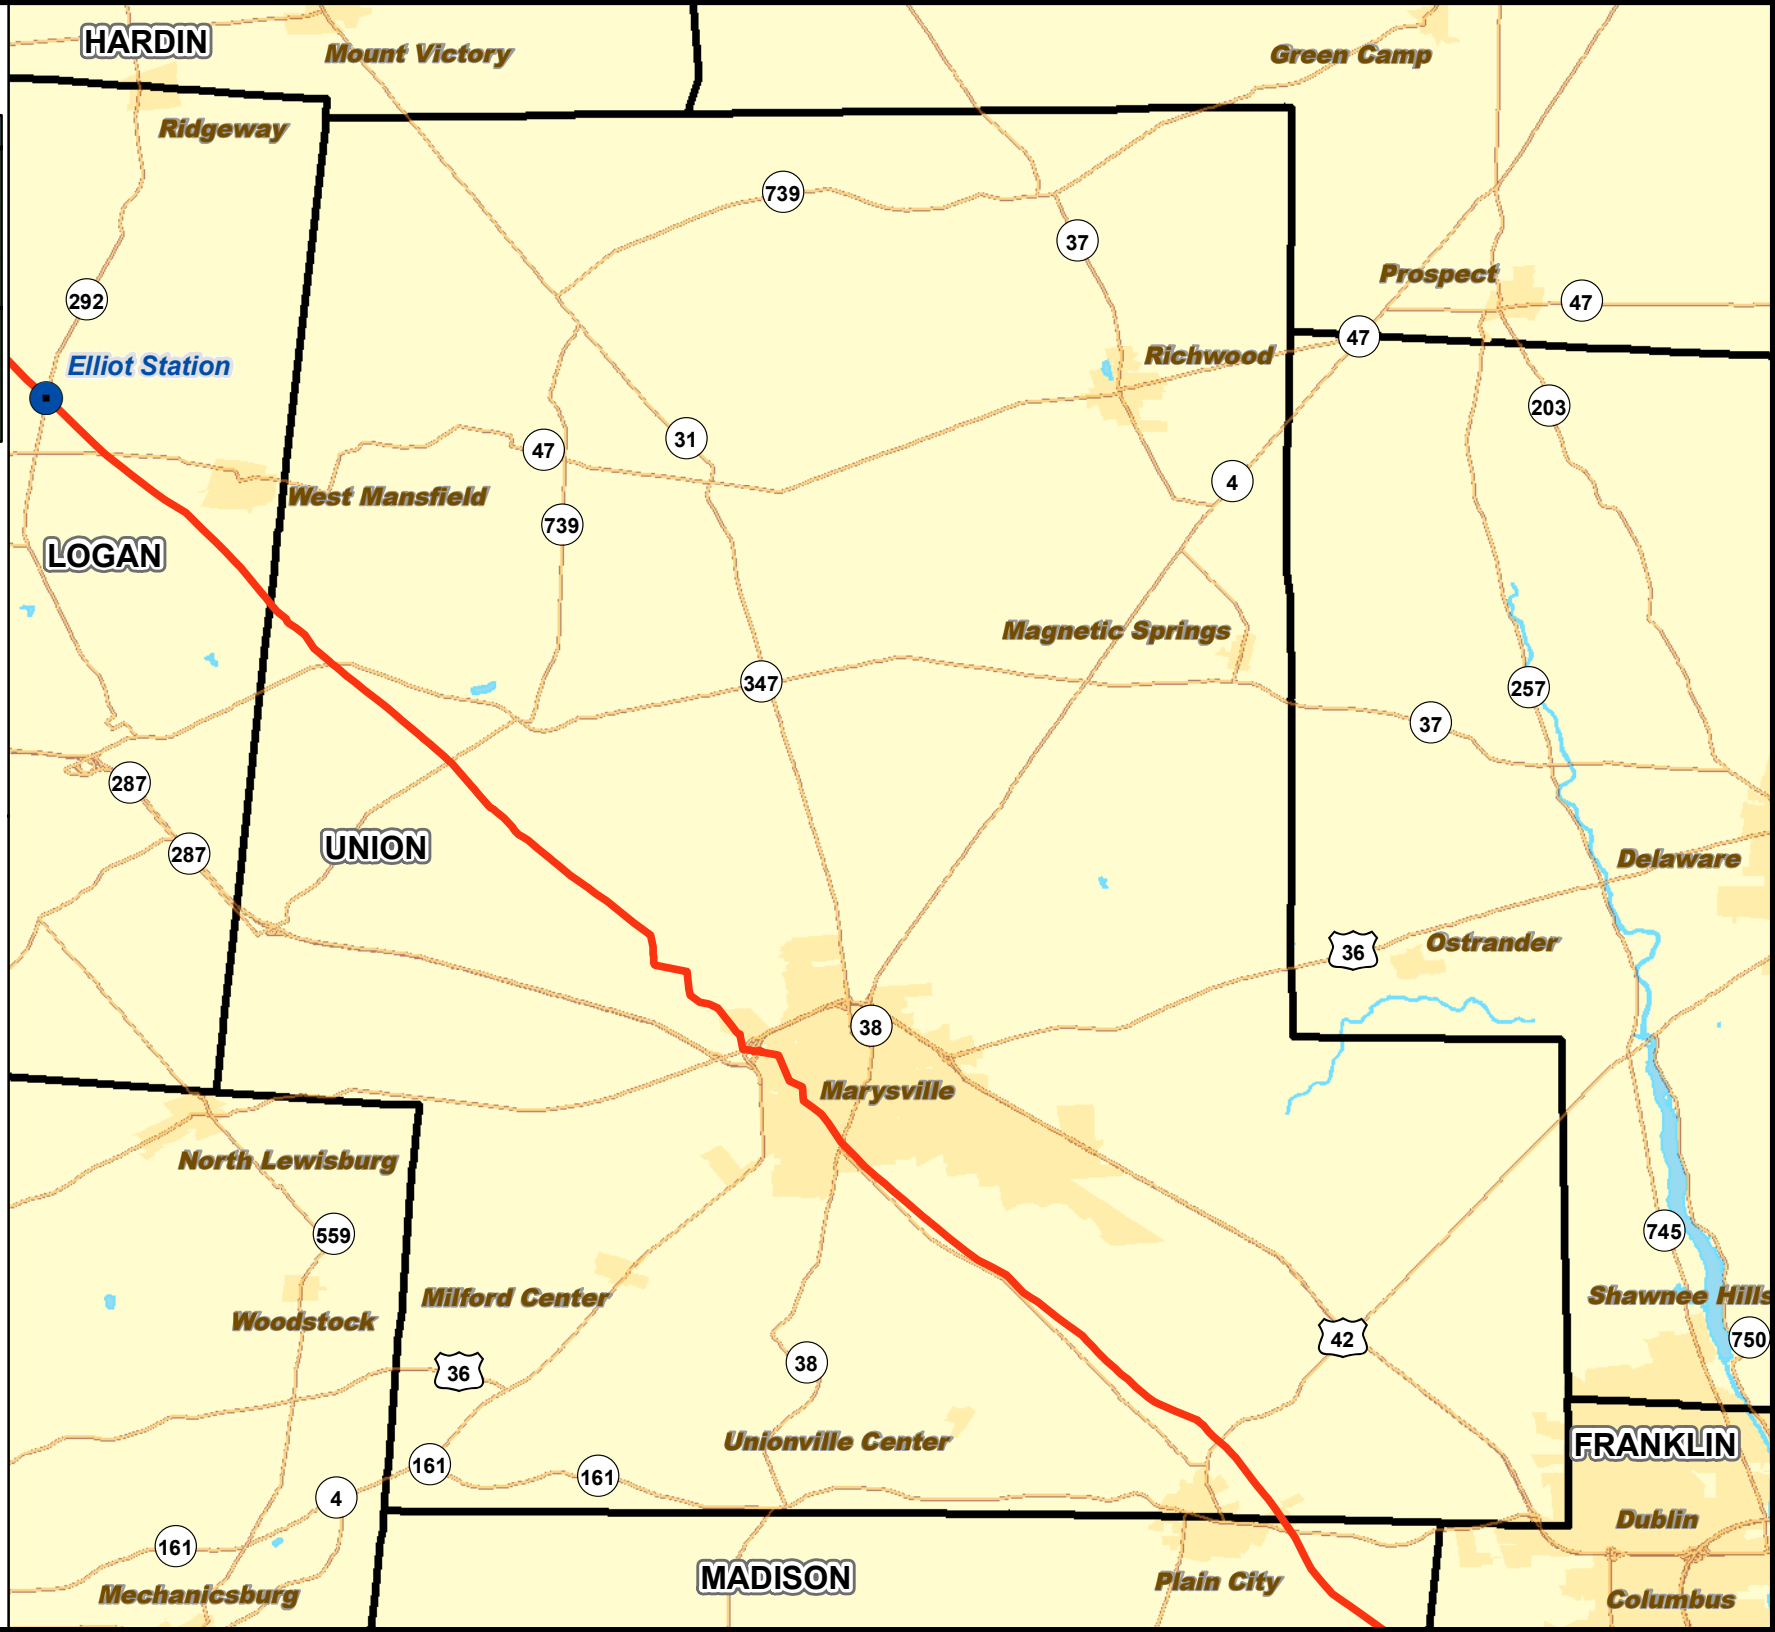 HARDIN
Mount Victory
Green Camp
Ridgeway
739
37
Prospect
292
47
47
Richwood
Elliot Station
203
31
47
4
West Mansfield
739
LOGAN
Magnetic Springs
347
257
37
287
UNION
287
Delaware
36
Ostrander
38
Marysville
North Lewisburg
559
745
Milford Center
Shawnee Hills
Woodstock
42
750
38
36
Unionville Center
FRANKLIN
161
161
4
Dublin
161
MADISON
Plain City
Mechanicsburg
Columbus